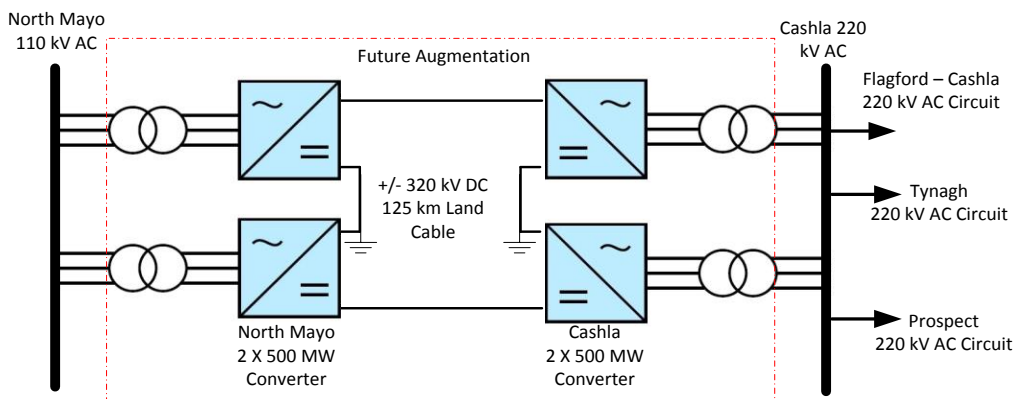 North Mayo
110 kV AC
Future Augmentation
Cashla 220
kV AC
Flagford – Cashla
220 kV AC Circuit
+/- 320 kV DC
125 km Land
Cable
Tynagh
220 kV AC Circuit
North Mayo
2 X 500 MW
Converter
Cashla
2 X 500 MW
Converter
Prospect
220 kV AC Circuit